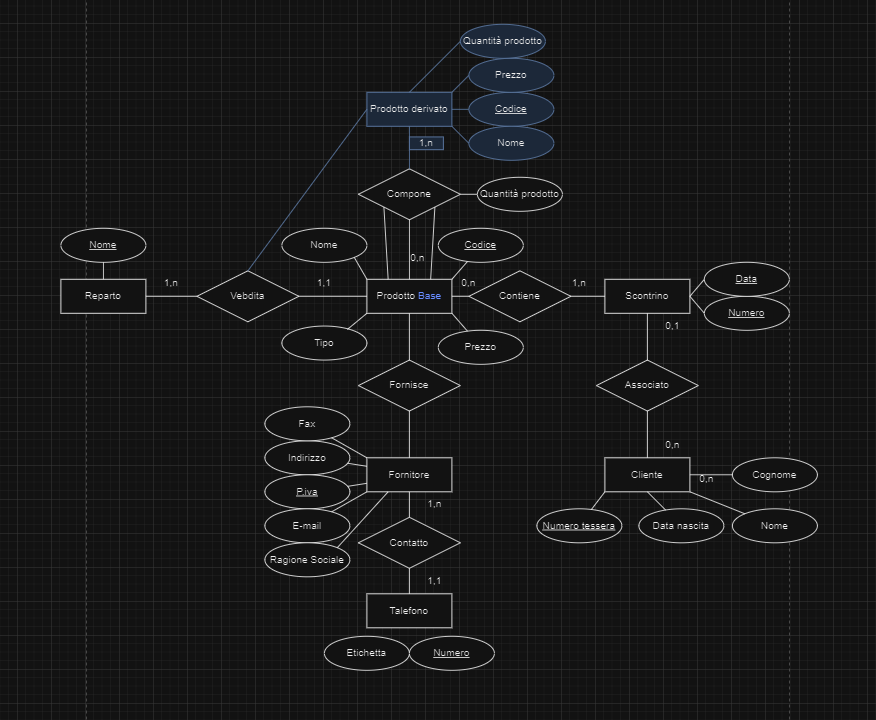 Quantità prodotto
Prezzo
Prodotto derivato
Codice
Nome
1,n
Compone
Quantità prodotto
Nome
Nome
Codice
0,n
1,n
1,1
0,n
1,n
Data
Reparto
Vebdita
Prodotto Base
Contiene
Scontrino
Numero
0,1
Tipo
Prezzo
Fornisce
Associato
Fax
0,n
Indirizzo
Fornitore
Cliente
0,n
Cognome
P.iva
1,n
E-mail
Numero tessera
Data nascita
Nome
Contatto
Ragione Sociale
1,1
Talefono
Etichetta
Numero